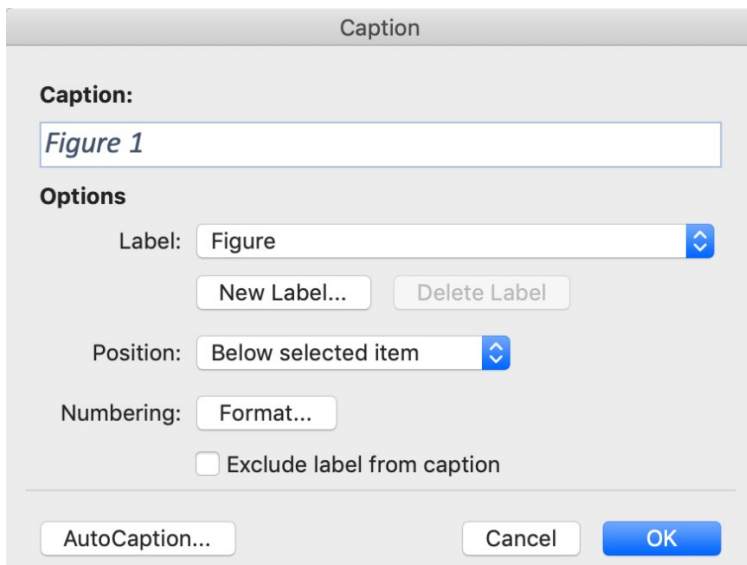 Caption
Caption:
Figure 1
Options
Label: Figure
New Label... Delete Label
Position: Below selected item
Numbering: Format...
Exclude label from caption
AutoCaption... Cancel OK